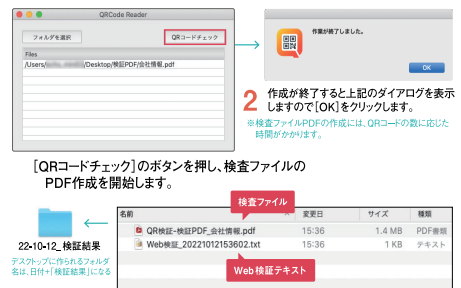 QRCode Reader
フォルダを選択
QRコードチェック
Files
/Users/ /Desktop/検証PDF/会社情報.pdf
作業が終了しました。
OK
2 作成が終了すると上記のダイアログを表示
しますので[OK]をクリックします。
※検査ファイルPDFの作成には、QRコードの数に応じた
時間がかかります。
[QRコードチェック]のボタンを押し、検査ファイルの
PDF作成を開始します。
検査ファイル
名前 変更日 サイズ 種類
QR検証-検証PDF_会社情報.pdf 15:36 1.4 MB PDF書類
Web検証_20221012153602.txt 15:36 1 KB テキスト
Web検証テキスト
22-10-12_検証結果
デスクトップに作られるフォルダ
名は、日付+「検証結果」になる